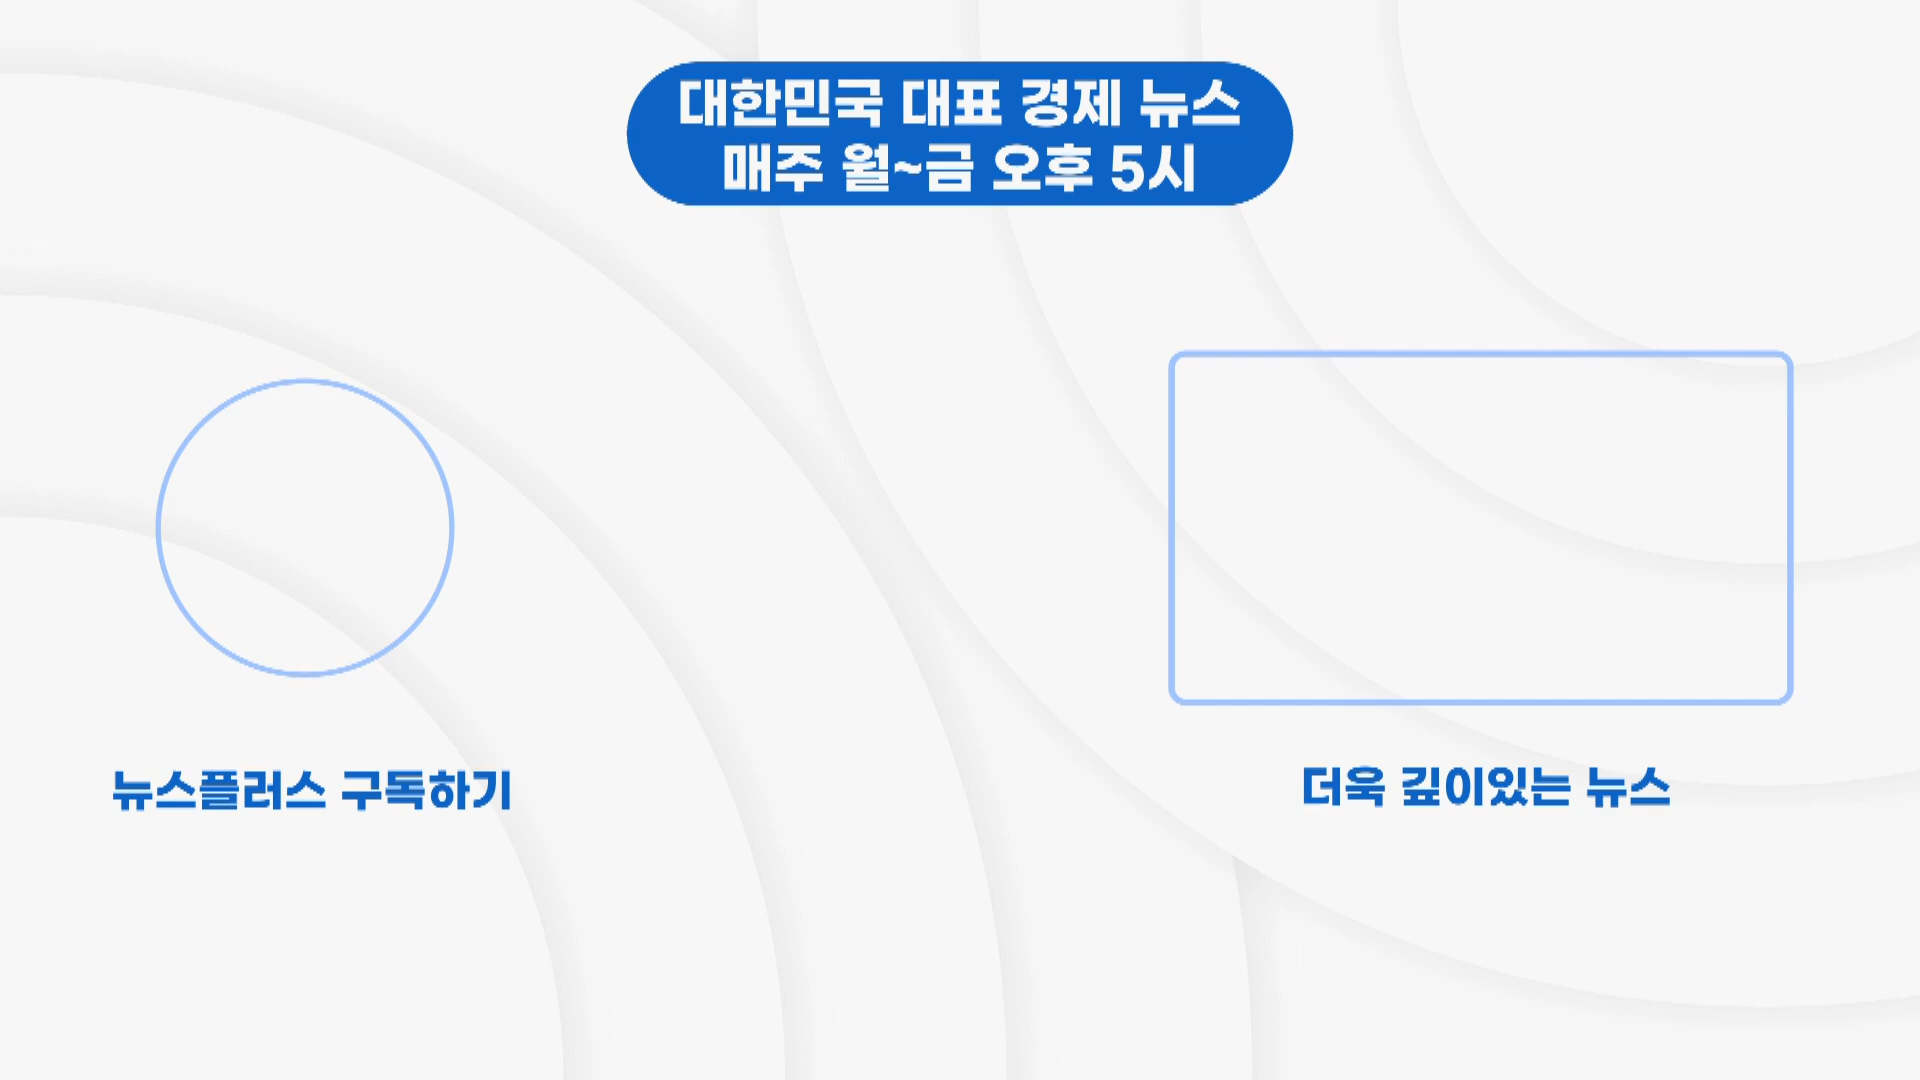 대한민국 대표 경제 뉴스
매주 월~금 오후 5시
뉴스플러스 구독하기
더욱 깊이있는 뉴스